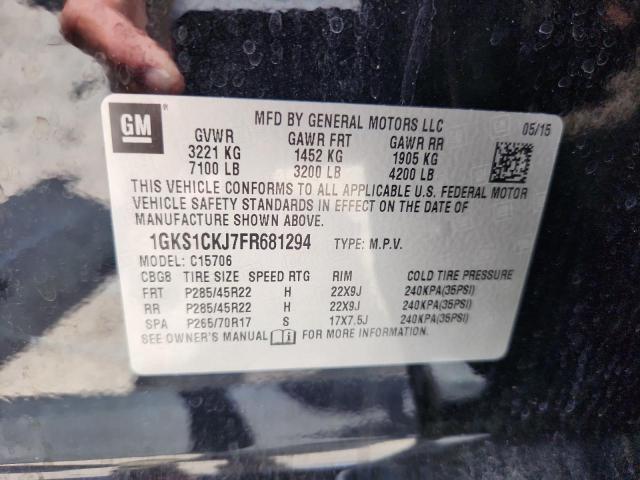 GM ®
MFD BY GENERAL MOTORS LLC 05/15
GVWR GAWR FRT GAWR RR
3221 KG 1452 KG 1905 KG
7100 LB 3200 LB 4200 LB
THIS VEHICLE CONFORMS TO ALL APPLICABLE U.S. FEDERAL MOTOR
VEHICLE SAFETY STANDARDS IN EFFECT ON THE DATE OF
MANUFACTURE SHOWN ABOVE.
1GKS1CKJ7FR681294 TYPE: M.P.V.
MODEL: C15706
CBG8 TIRE SIZE SPEED RTG RIM COLD TIRE PRESSURE
FRT P285/45R22 H 22X9J 240KPA(35PSI)
RR P285/45R22 H 22X9J 240KPA(35PSI)
SPA P265/70R17 S 17X7.5J 240KPA(35PSI)
SEE OWNER'S MANUAL